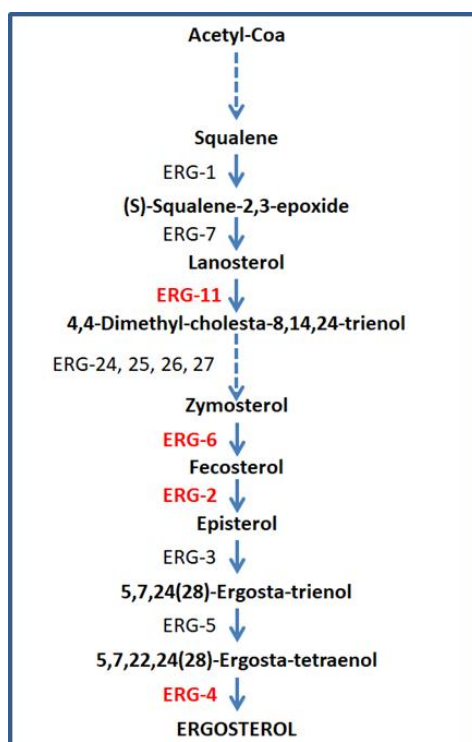 Acetyl-Coa
Squalene
ERG-1
(S)-Squalene-2,3-epoxide
ERG-7
Lanosterol
ERG-11
4,4-Dimethyl-cholesta-8,14,24-trienol
ERG-24, 25, 26, 27
Zymosterol
ERG-6
Fecosterol
ERG-2
Episterol
ERG-3
5,7,24(28)-Ergosta-trienol
ERG-5
5,7,22,24(28)-Ergosta-tetraenol
ERG-4
ERGOSTEROL